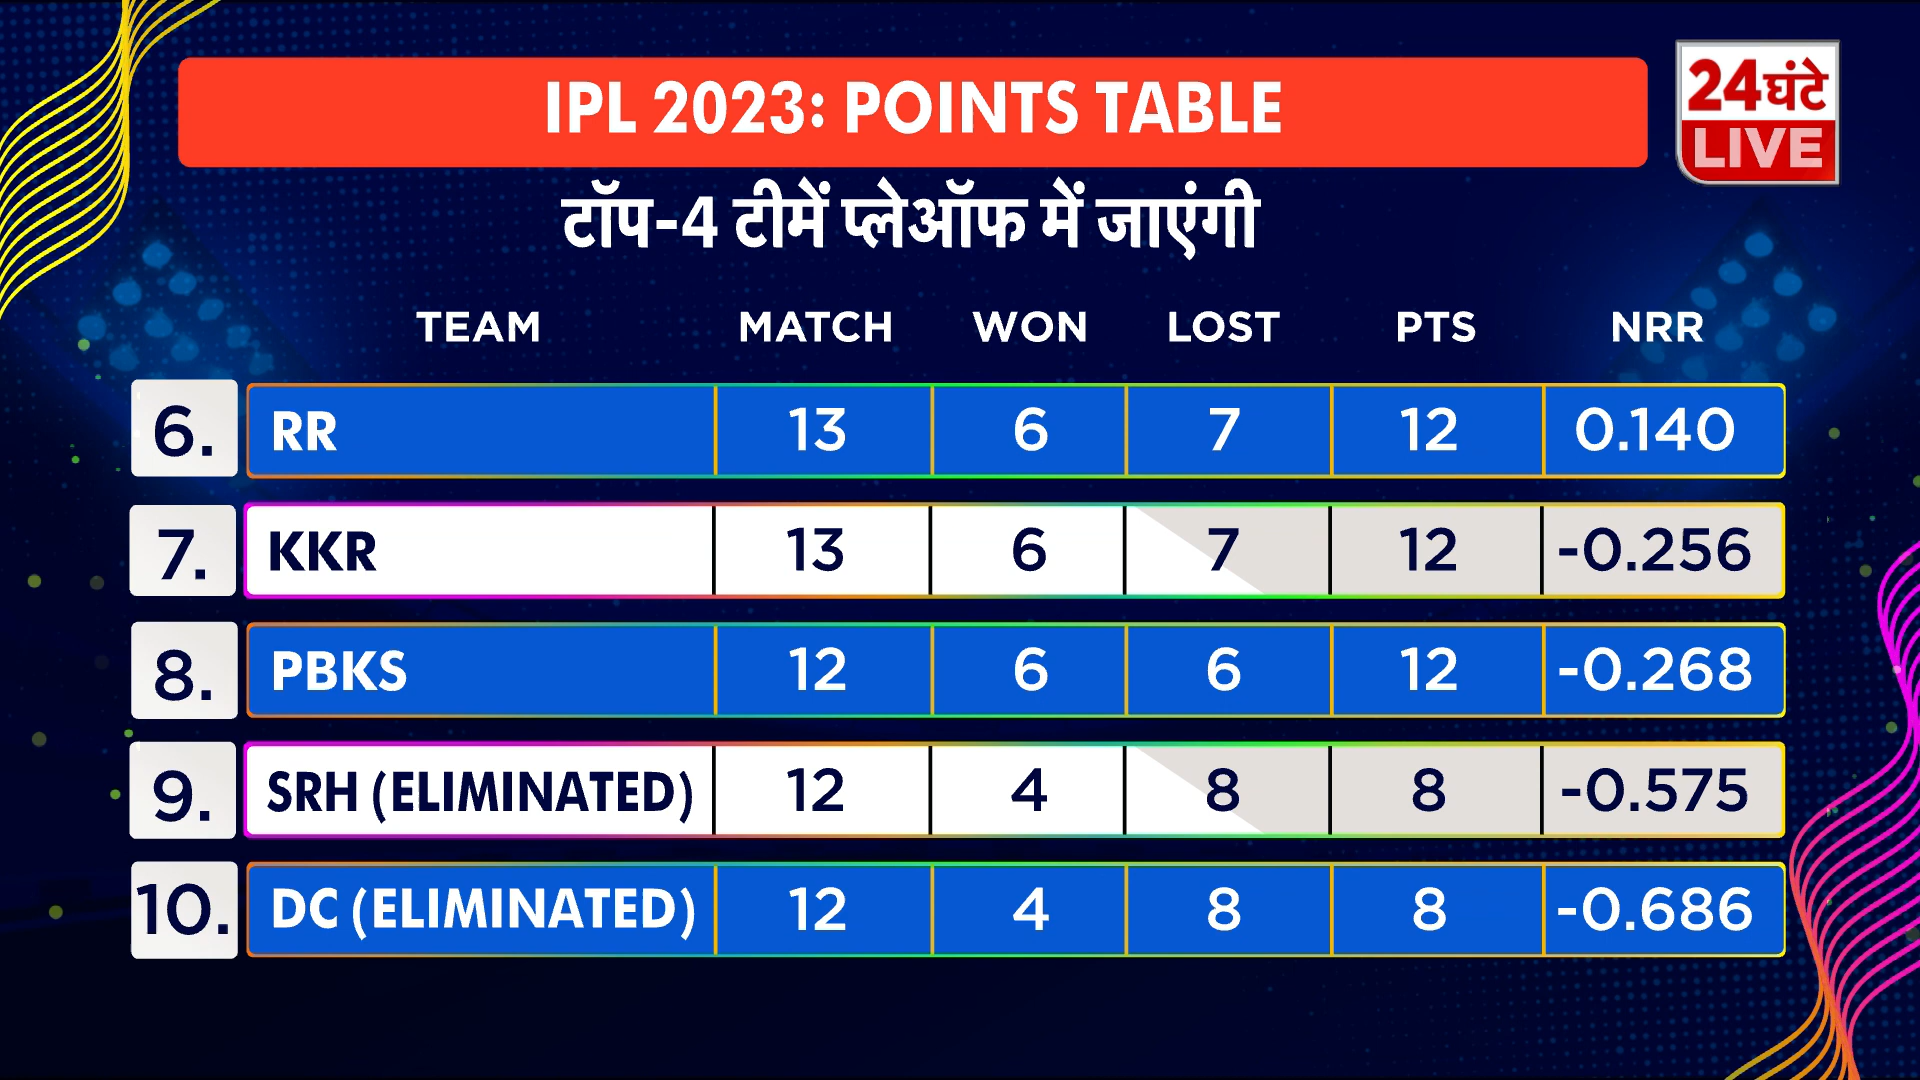 IPL 2023: POINTS TABLE
24घंटे
LIVE
टॉप-4 टीमें प्लेऑफ में जाएंगी
TEAM MATCH WON LOST PTS NRR
6. RR 13 6 7 12 0.140
7. KKR 13 6 7 12 -0.256
8. PBKS 12 6 6 12 -0.268
9. SRH (ELIMINATED) 12 4 8 8 -0.575
10. DC (ELIMINATED) 12 4 8 8 -0.686